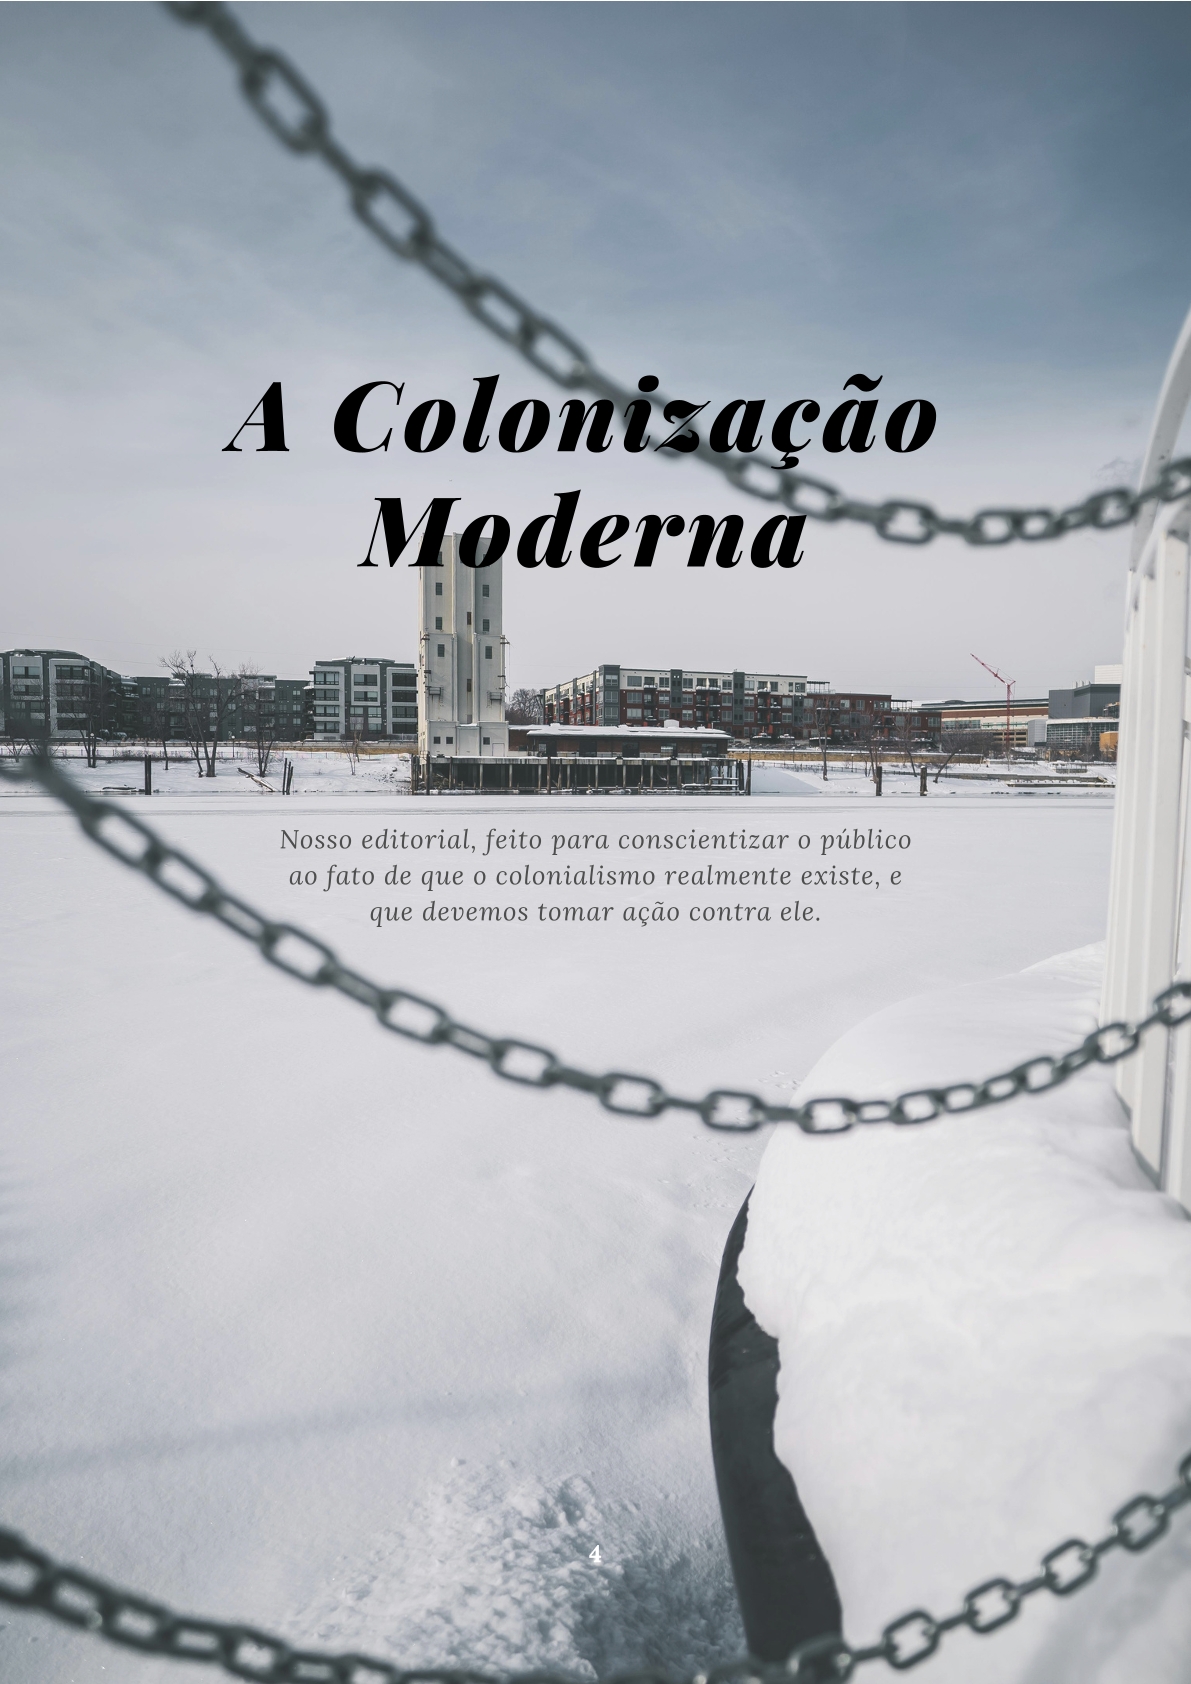 A Colonização
Moderna
Nosso editorial, feito para conscientizar o público
ao fato de que o colonialismo realmente existe, e
que devemos tomar ação contra ele.
4